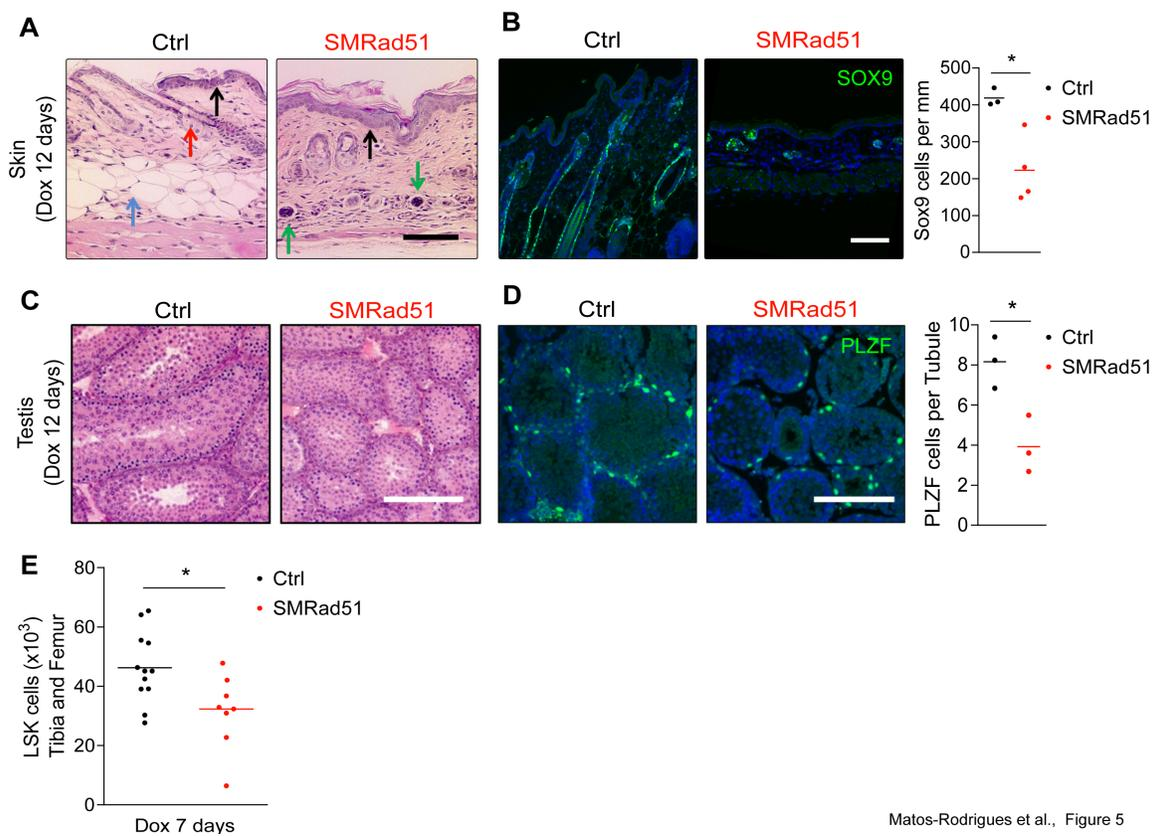 A
Ctrl
SMRad51
Skin
(Dox 12 days)
B
Ctrl
SMRad51
SOX9
Sox9 cells per mm
500
400
300
200
100
0
*
Ctrl
SMRad51
C
Ctrl
SMRad51
Testis
(Dox 12 days)
D
Ctrl
SMRad51
PLZF
PLZF cells per Tubule
10
8
6
4
2
0
*
Ctrl
SMRad51
E
LSK cells (x10³)
Tibia and Femur
80
60
40
20
0
*
Ctrl
SMRad51
Dox 7 days
Matos-Rodrigues et al., Figure 5